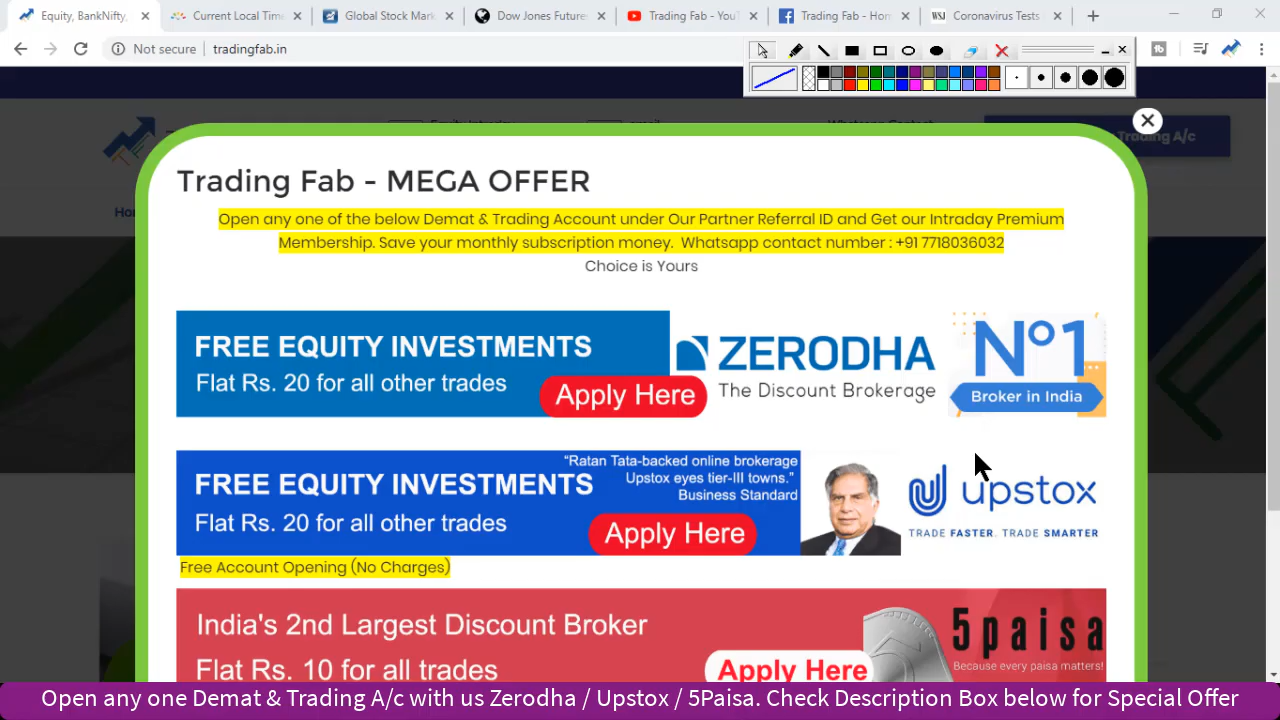 Equity, BankNifty,
Current Local Tim
Global Stock Mark
Dow Jones Future
Trading Fab - YouT
Trading Fab - Hom
WSJ
Coronavirus Tests
Not secure
tradingfab.in
Trading A/c
Trading Fab - MEGA OFFER
Open any one of the below Demat & Trading Account under Our Partner Referral ID and Get our Intraday Premium
Membership. Save your monthly subscription money. Whatsapp contact number : +91 7718036032
Choice is Yours
FREE EQUITY INVESTMENTS
Flat Rs. 20 for all other trades
Apply Here
ZERODHA
The Discount Brokerage
Nº1
Broker in India
FREE EQUITY INVESTMENTS
Flat Rs. 20 for all other trades
"Ratan Tata-backed online brokerage
Upstox eyes tier-III towns."
Business Standard
Apply Here
upstox
TRADE FASTER. TRADE SMARTER
Free Account Opening (No Charges)
India's 2nd Largest Discount Broker
Flat Rs. 10 for all trades
Apply Here
5paisa
Because every paisa matters!
Open any one Demat & Trading A/c with us Zerodha / Upstox / 5Paisa. Check Description Box below for Special Offer